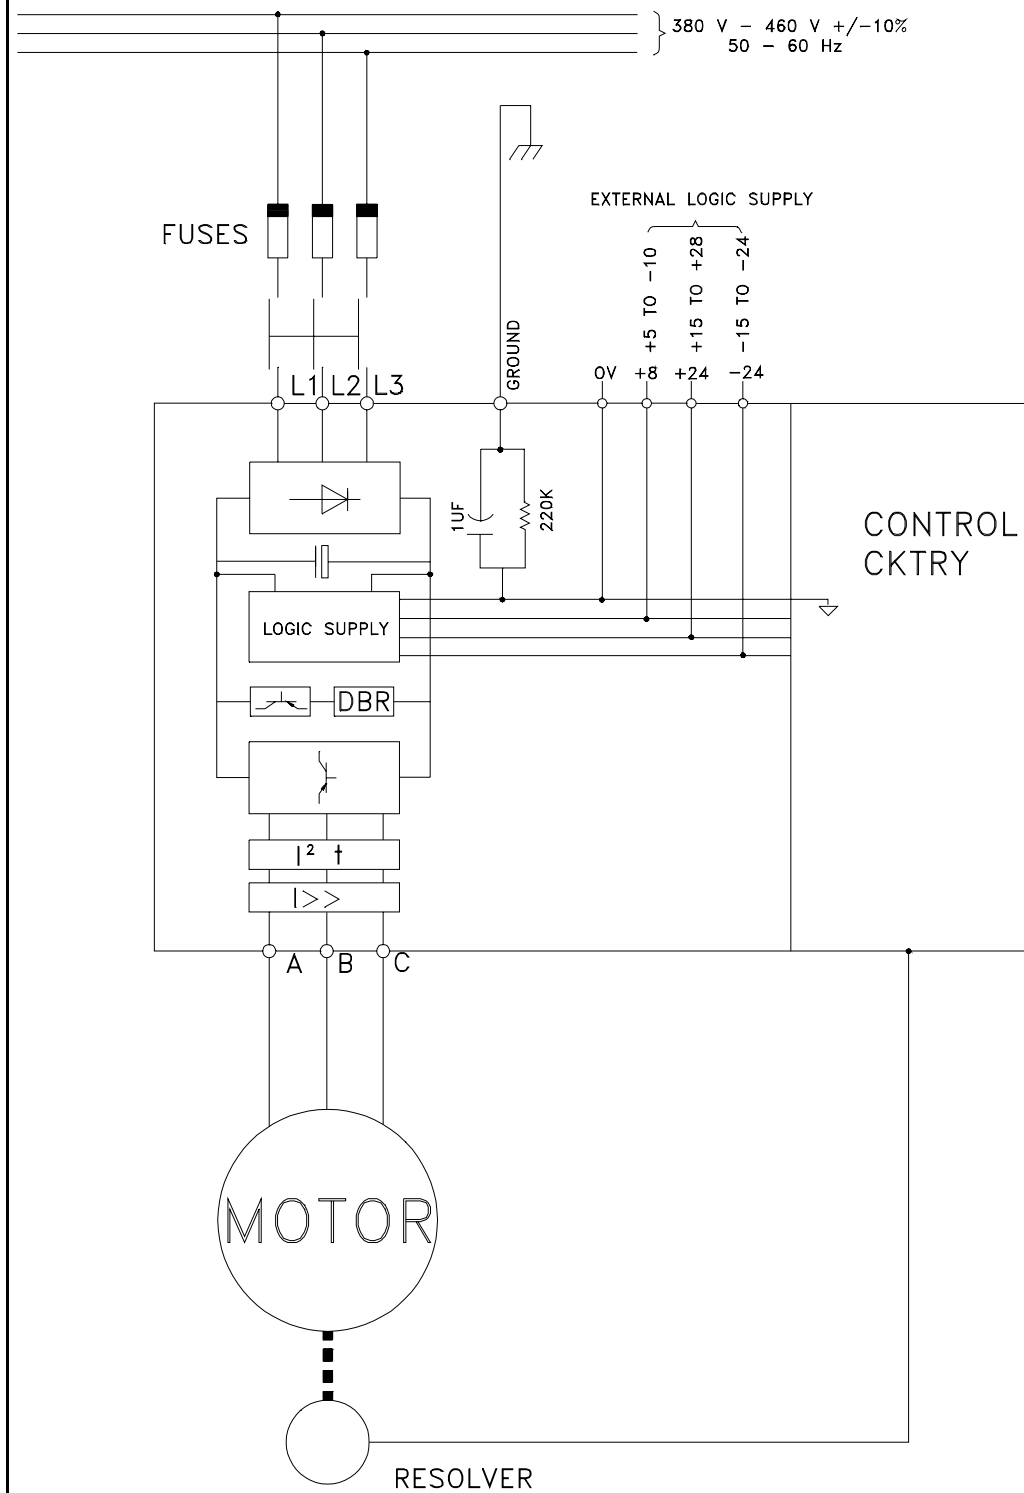 380 V - 460 V +/-10%
50 - 60 Hz
EXTERNAL LOGIC SUPPLY
FUSES
+5 TO -10
+15 TO +28
-15 TO -24
GROUND
0V +8 +24 -24
L1 L2 L3
1UF
220K
CONTROL
CKTRY
LOGIC SUPPLY
DBR
I² t
I>>
A B C
MOTOR
RESOLVER